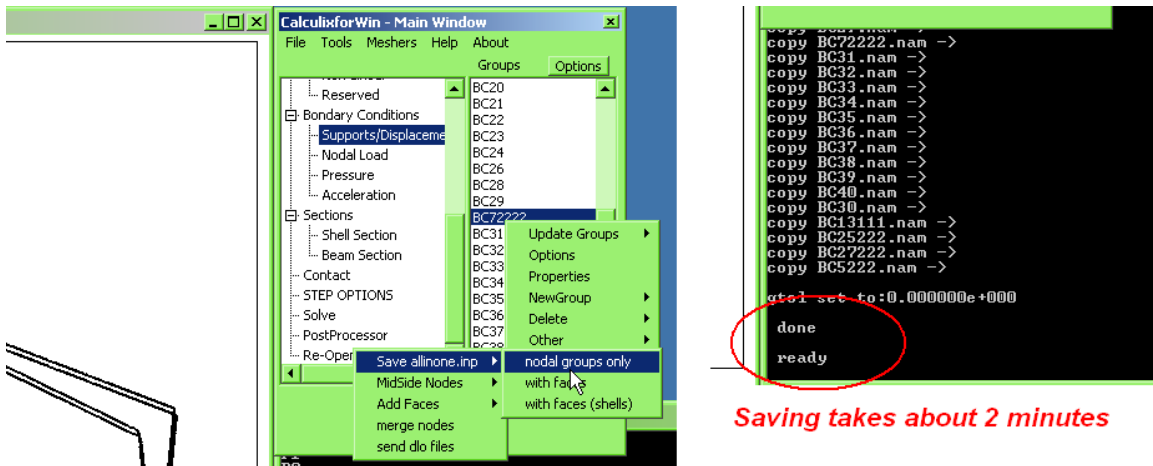 CalculixforWin - Main Window
File Tools Meshers Help About
Groups Options
Reserved
Bondary Conditions
Supports/Displaceme
Nodal Load
Pressure
Acceleration
Sections
Shell Section
Beam Section
Contact
STEP OPTIONS
Solve
PostProcessor
Re-Oper
BC20
BC21
BC22
BC23
BC24
BC26
BC28
BC29
BC72222
BC31
BC32
BC33
BC34
BC35
BC36
BC37
Update Groups
Options
Properties
NewGroup
Delete
Other
Save allinone.inp
MidSide Nodes
Add Faces
merge nodes
send dlo files
nodal groups only
with faces
with faces (shells)
copy BC72222.nam ->
copy BC31.nam ->
copy BC32.nam ->
copy BC33.nam ->
copy BC34.nam ->
copy BC35.nam ->
copy BC36.nam ->
copy BC37.nam ->
copy BC38.nam ->
copy BC39.nam ->
copy BC40.nam ->
copy BC30.nam ->
copy BC13111.nam ->
copy BC25222.nam ->
copy BC27222.nam ->
copy BC5222.nam ->
gtol set to:0.000000e+000
done
ready
Saving takes about 2 minutes